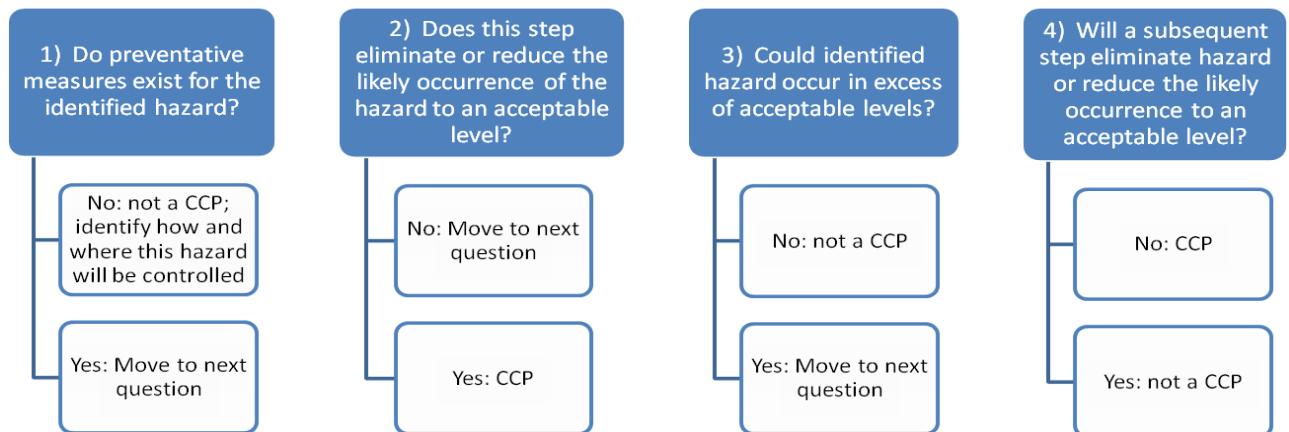 1) Do preventative
measures exist for the
identified hazard?
No: not a CCP;
identify how and
where this hazard
will be controlled
Yes: Move to next
question
2) Does this step
eliminate or reduce the
likely occurrence of the
hazard to an acceptable
level?
No: Move to next
question
Yes: CCP
3) Could identified
hazard occur in excess
of acceptable levels?
No: not a CCP
Yes: Move to next
question
4) Will a subsequent
step eliminate hazard
or reduce the likely
occurrence to an
acceptable level?
No: CCP
Yes: not a CCP